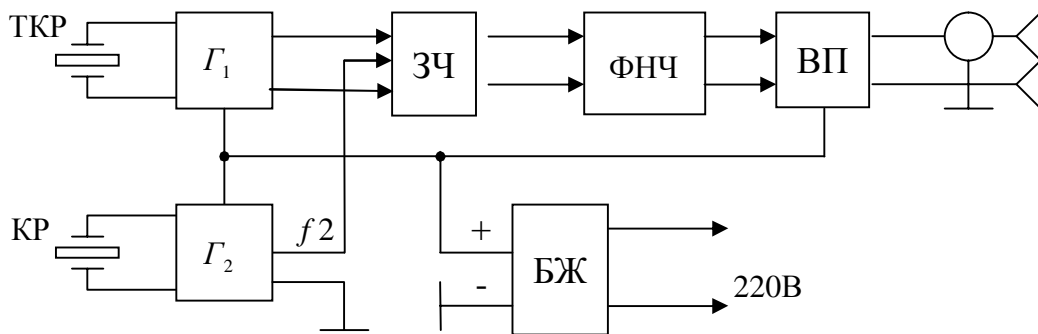 ТКР
Г₁
ЗЧ
ФНЧ
ВП
КР
Г₂
f2
+
-
БЖ
220В